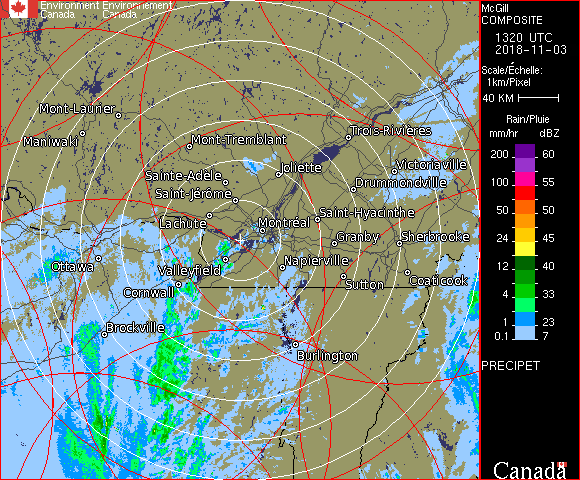 Environment Environnement
Canada Canada
McGill
COMPOSITE
1320 UTC
2018-11-03
Scale/Échelle:
1km/Pixel
40 KM
Rain/Pluie
mm/hr dBZ
200 60
100 55
50 50
24 45
12 40
8 33
4 28
1 23
0.1 7
PRECIPET
Canada
Mont-Laurier
Maniwaki
Mont-Tremblant
Trois-Rivières
Joliette
Victoriaville
Sainte-Adèle
Drummondville
Saint-Jérôme
Lachute
Saint-Hyacinthe
Montréal
Granby
Sherbrooke
Ottawa
Valleyfield
Napierville
Sutton
Coaticook
Cornwall
Brockville
Burlington